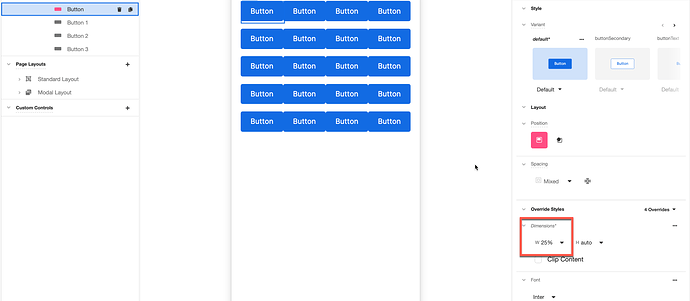 Button
Button 1
Button 2
Button 3
Page Layouts
Standard Layout
Modal Layout
Custom Controls
Button Button Button Button
Button Button Button Button
Button Button Button Button
Button Button Button Button
Button Button Button Button
Style
Variant
default* buttonSecondary buttonText
Button Button
Default Default Default
Layout
Position
Spacing
Mixed
Override Styles 4 Overrides
Dimensions*
W 25% H auto
Clip Content
Font
Inter